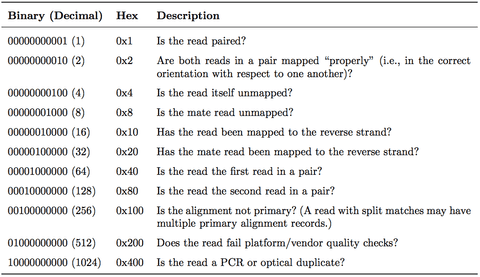 Binary (Decimal) Hex Description
00000000001 (1) 0x1 Is the read paired?
00000000010 (2) 0x2 Are both reads in a pair mapped “properly” (i.e., in the correct
orientation with respect to one another)?
00000000100 (4) 0x4 Is the read itself unmapped?
00000001000 (8) 0x8 Is the mate read unmapped?
00000010000 (16) 0x10 Has the read been mapped to the reverse strand?
00000100000 (32) 0x20 Has the mate read been mapped to the reverse strand?
00001000000 (64) 0x40 Is the read the first read in a pair?
00010000000 (128) 0x80 Is the read the second read in a pair?
00100000000 (256) 0x100 Is the alignment not primary? (A read with split matches may have
multiple primary alignment records.)
01000000000 (512) 0x200 Does the read fail platform/vendor quality checks?
10000000000 (1024) 0x400 Is the read a PCR or optical duplicate?